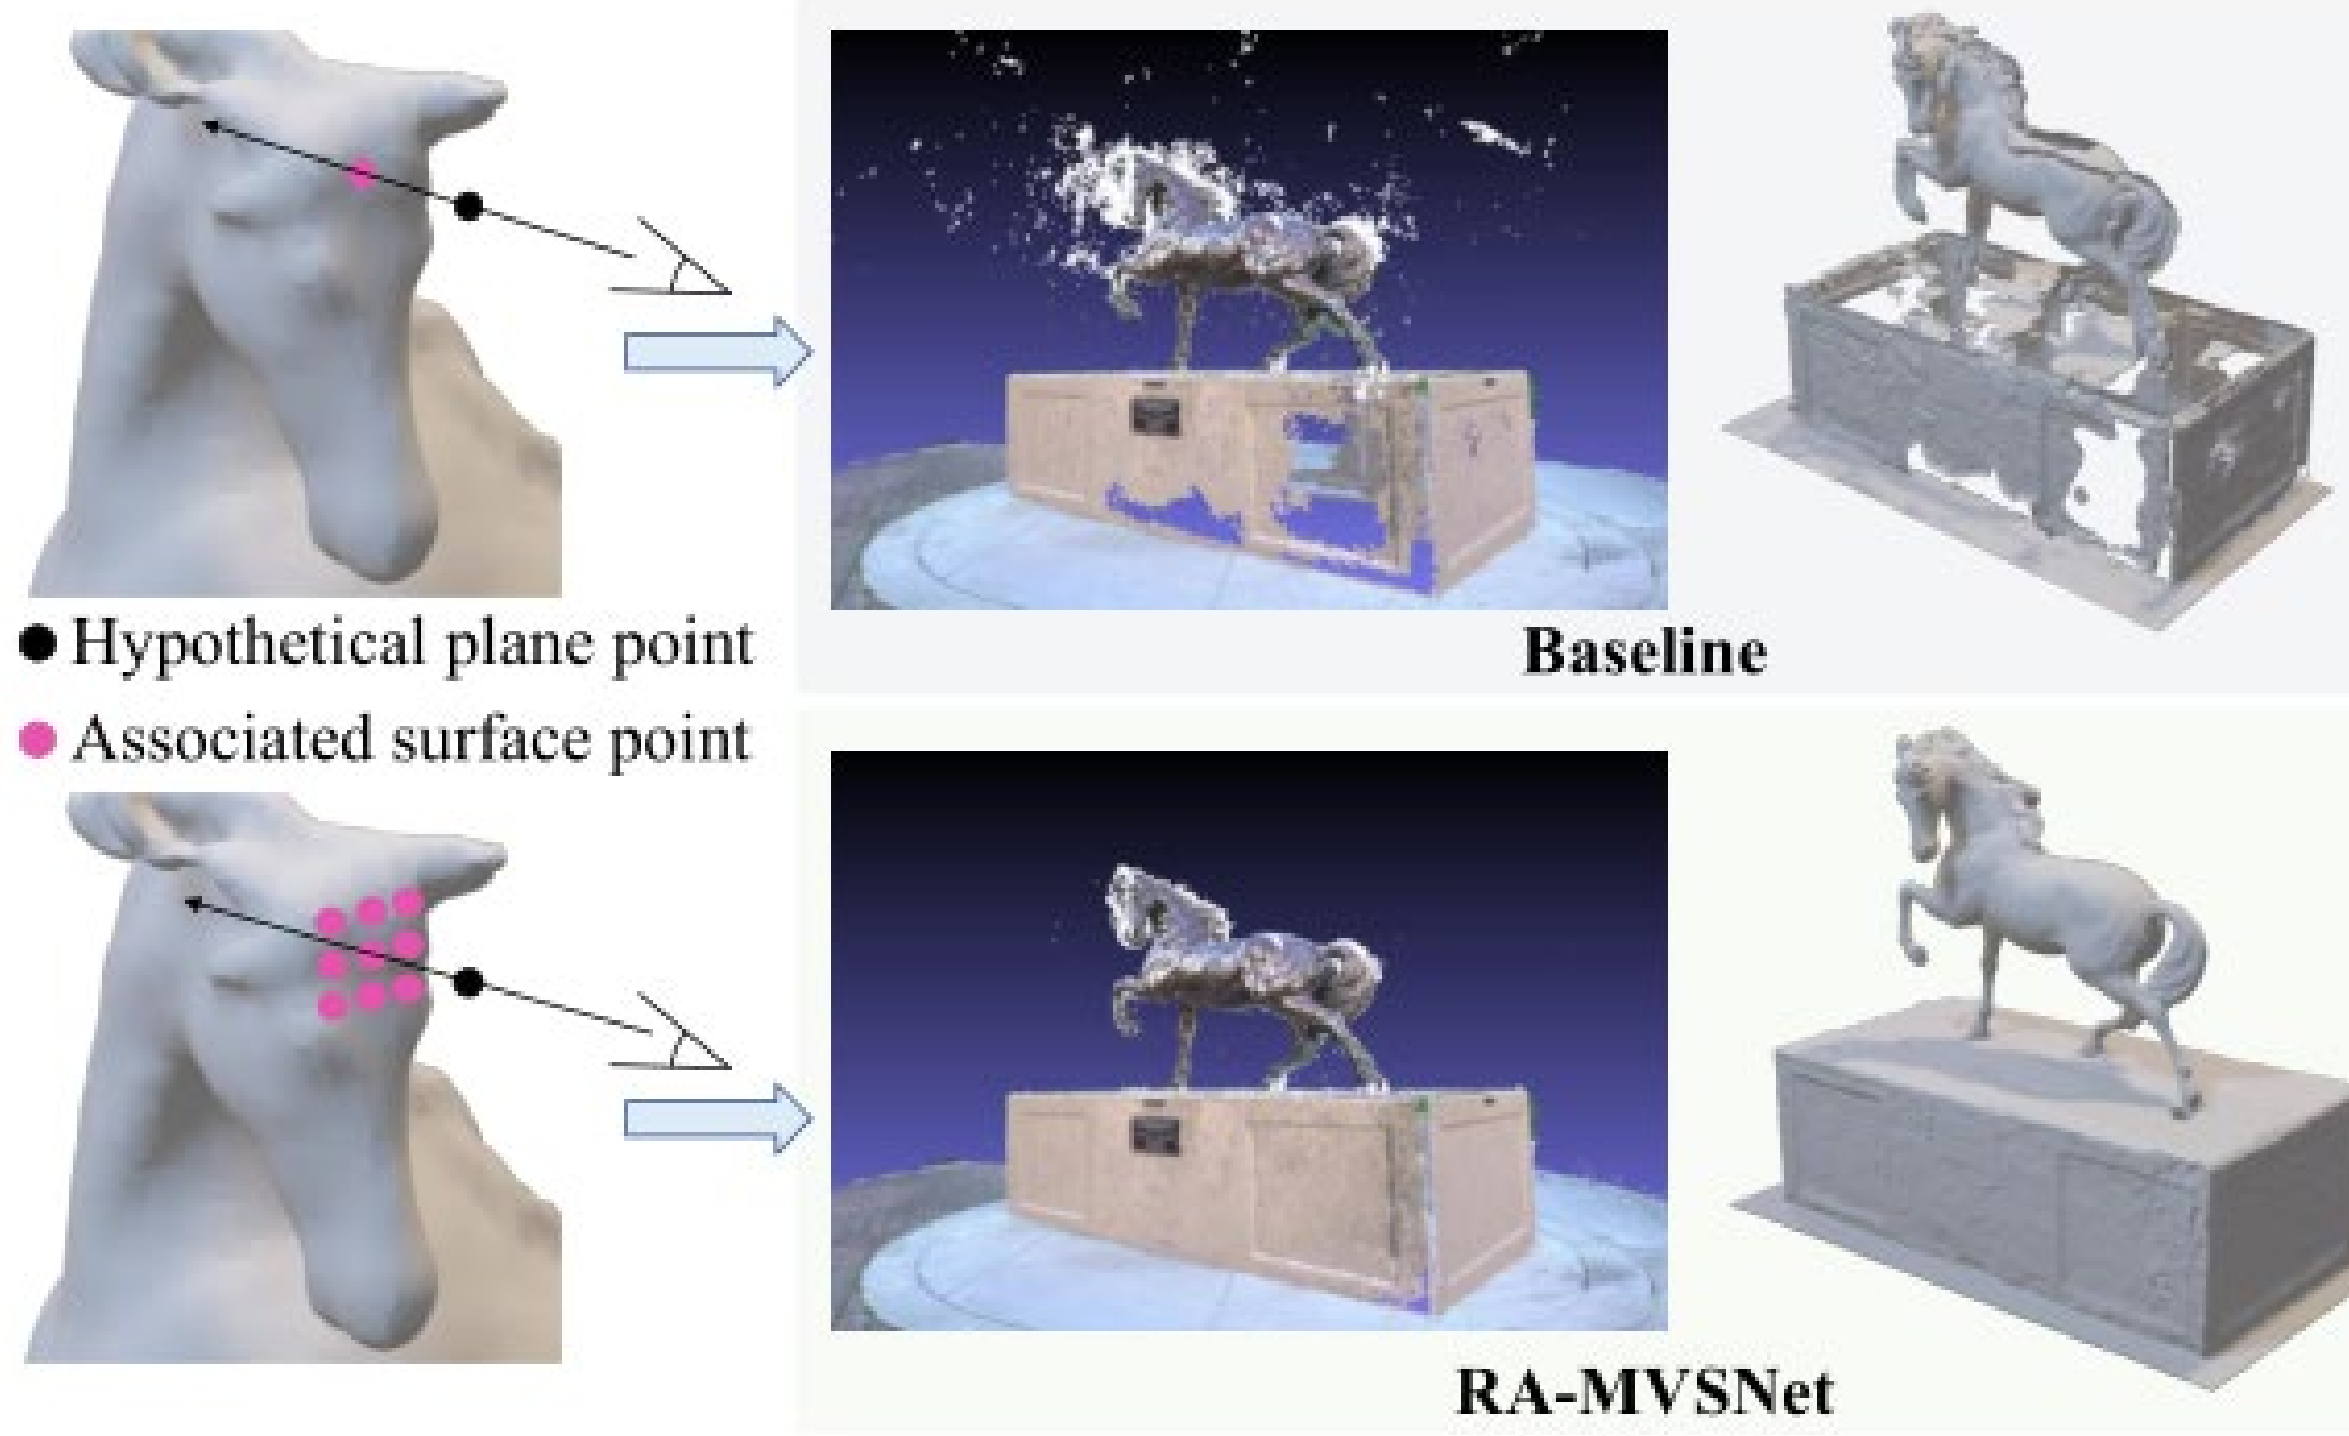 Hypothetical plane point
Baseline
Associated surface point
RA-MVSNet